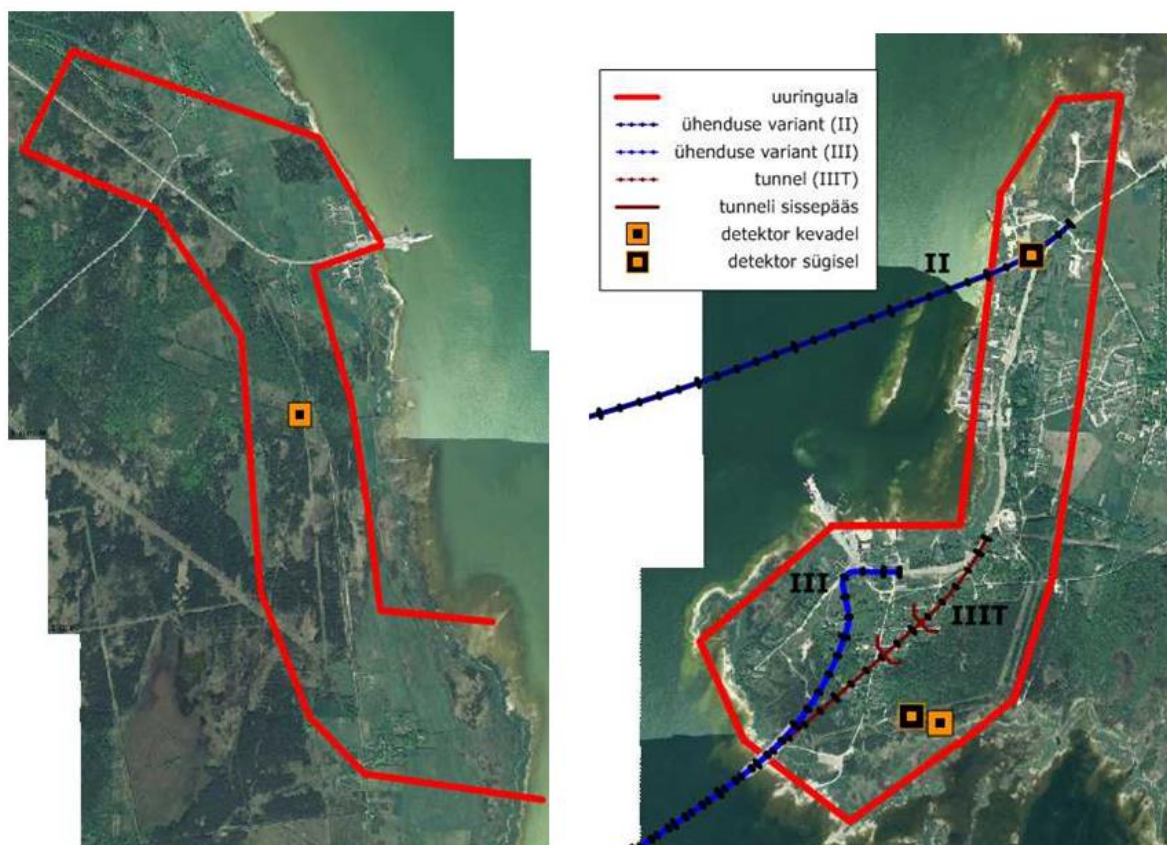 uuringuala
ühenduse variant (II)
ühenduse variant (III)
tunnel (IIIT)
tunneli sissepääs
detektor kevadel
detektor sügisel
II
III
IIIT